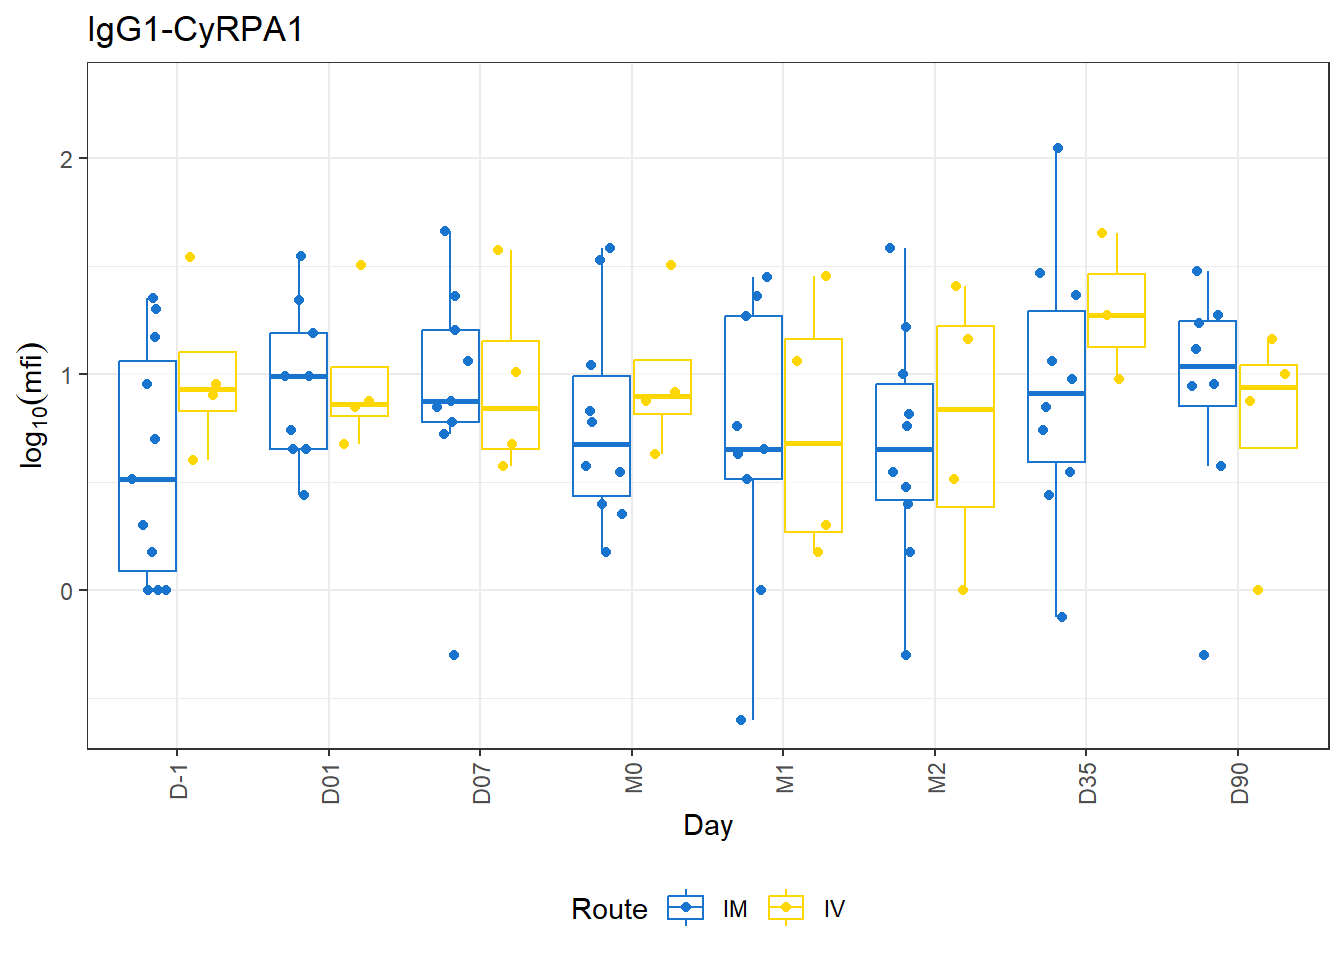 IgG1-CyRPA1
log10(mfi)
2
1
0
D-1 D01 D07 M0 M1 M2 D35 D90
Day
Route IM IV